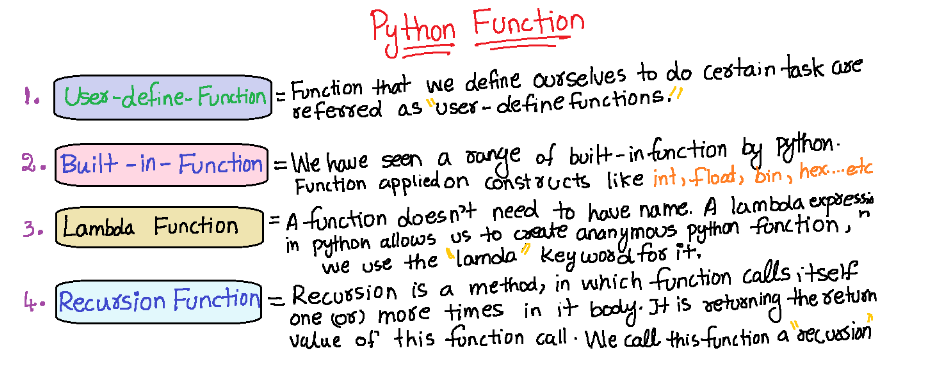 Python Function
1. User-define-Function = Function that we define ourselves to do certain task are
referred as "user-define functions."
2. Built-in-Function = We have seen a range of built-in function by Python.
Function applied on constructs like int, float, bin, hex....etc
3. Lambda Function = A function doesn't need to have name. A lambda expressin
in python allows us to create ananymous python function,
we use the "lamda" keyword for it.
4. Recursion Function = Recursion is a method, in which function calls itself
one (or) more times in it body. It is returning the return
value of this function call. We call this function a "recursion"